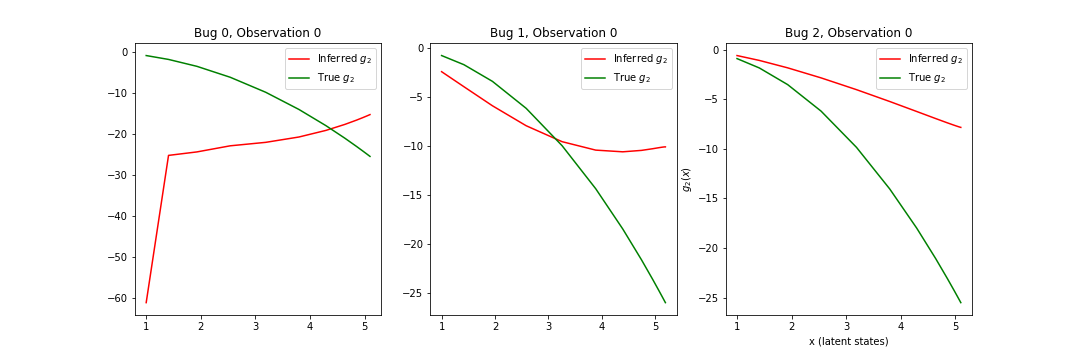 Bug 0, Observation 0
Inferred g₂
True g₂
0
−10
−20
−30
−40
−50
−60
1 2 3 4 5
Bug 1, Observation 0
Inferred g₂
True g₂
0
−5
−10
−15
−20
−25
1 2 3 4 5
Bug 2, Observation 0
Inferred g₂
True g₂
g₂(x)
0
−5
−10
−15
−20
−25
1 2 3 4 5
x (latent states)